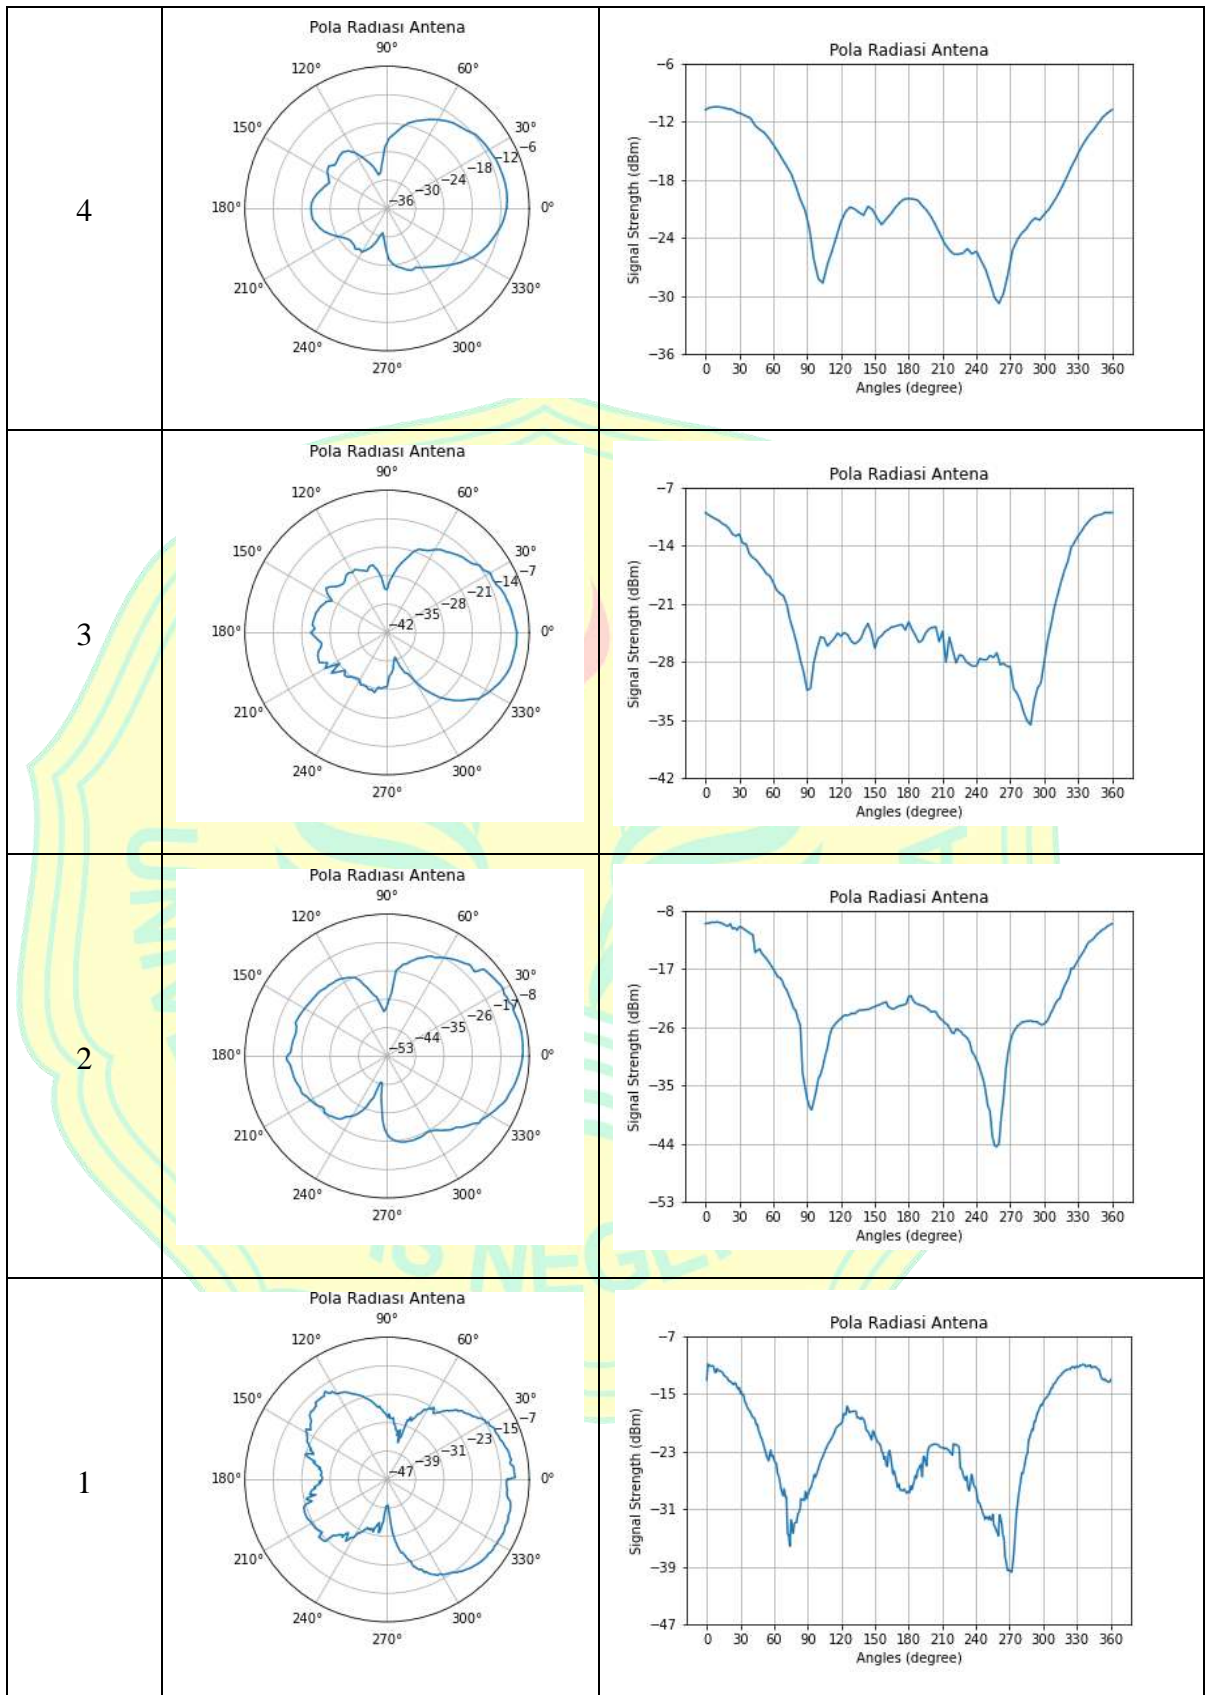 4
Pola Radiasi Antena
90°
120° 60°
150° 30°
180° 0°
210° 330°
240° 300°
270°
−36 −30 −24 −18 −12 −6
Pola Radiasi Antena
Signal Strength (dBm)
−6
−12
−18
−24
−30
−36
0 30 60 90 120 150 180 210 240 270 300 330 360
Angles (degree)
3
Pola Radiasi Antena
90°
120° 60°
150° 30°
180° 0°
210° 330°
240° 300°
270°
−42 −35 −28 −21 −14 −7
Pola Radiasi Antena
Signal Strength (dBm)
−7
−14
−21
−28
−35
−42
0 30 60 90 120 150 180 210 240 270 300 330 360
Angles (degree)
2
Pola Radiasi Antena
90°
120° 60°
150° 30°
180° 0°
210° 330°
240° 300°
270°
−53 −44 −35 −26 −17 −8
Pola Radiasi Antena
Signal Strength (dBm)
−8
−17
−26
−35
−44
−53
0 30 60 90 120 150 180 210 240 270 300 330 360
Angles (degree)
1
Pola Radiasi Antena
90°
120° 60°
150° 30°
180° 0°
210° 330°
240° 300°
270°
−47 −39 −31 −23 −15 −7
Pola Radiasi Antena
Signal Strength (dBm)
−7
−15
−23
−31
−39
−47
0 30 60 90 120 150 180 210 240 270 300 330 360
Angles (degree)